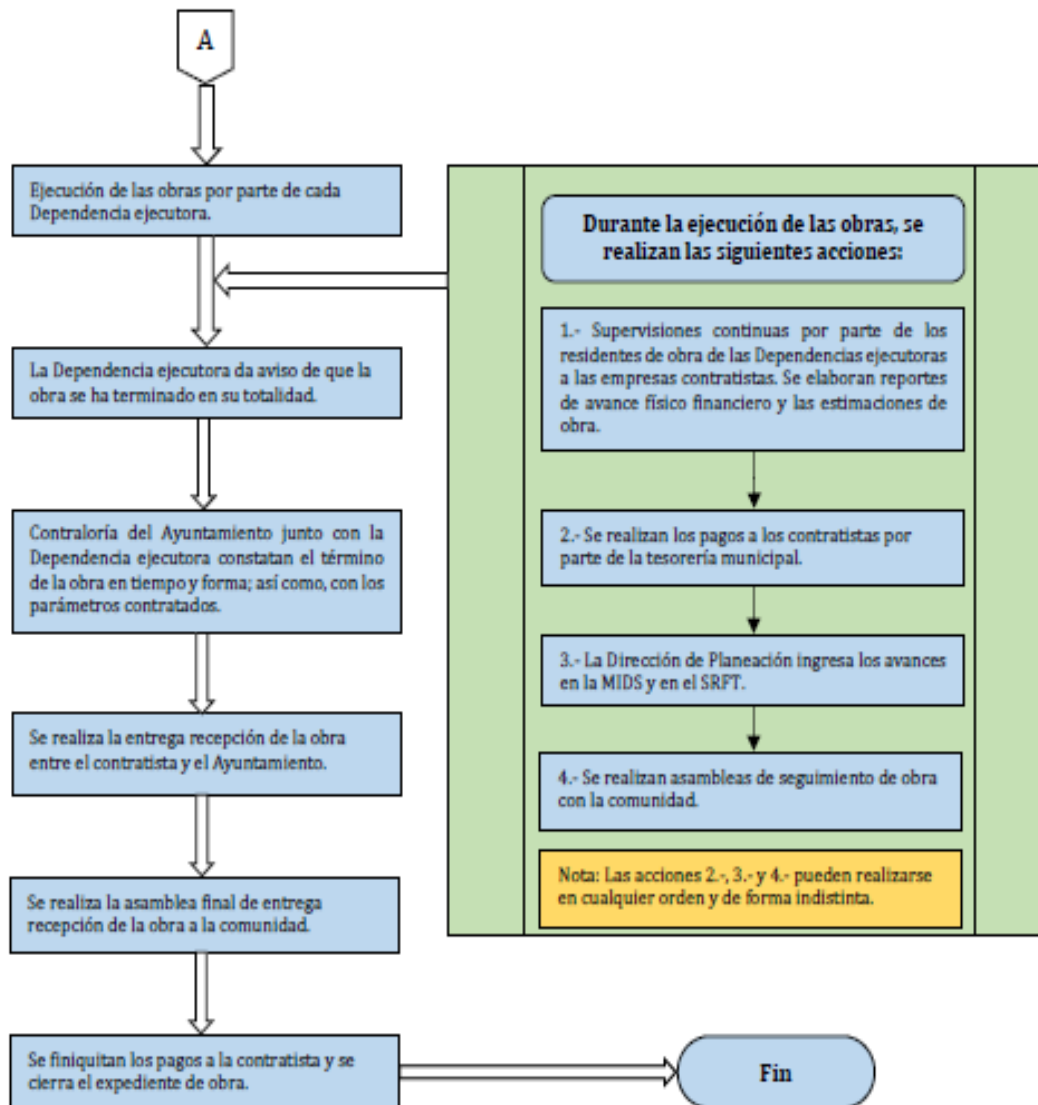 A
Ejecución de las obras por parte de cada
Dependencia ejecutora.
La Dependencia ejecutora da aviso de que la
obra se ha terminado en su totalidad.
Contraloría del Ayuntamiento junto con la
Dependencia ejecutora constatan el término
de la obra en tiempo y forma; así como, con los
parámetros contratados.
Se realiza la entrega recepción de la obra
entre el contratista y el Ayuntamiento.
Se realiza la asamblea final de entrega
recepción de la obra a la comunidad.
Se finiquitan los pagos a la contratista y se
cierra el expediente de obra.
Durante la ejecución de las obras, se
realizan las siguientes acciones:
1.- Supervisiones continuas por parte de los
residentes de obra de las Dependencias ejecutoras
a las empresas contratistas. Se elaboran reportes
de avance físico financiero y las estimaciones de
obra.
2.- Se realizan los pagos a los contratistas por
parte de la tesorería municipal.
3.- La Dirección de Planeación ingresa los avances
en la MIDS y en el SRFT.
4.- Se realizan asambleas de seguimiento de obra
con la comunidad.
Nota: Las acciones 2.-, 3.- y 4.- pueden realizarse
en cualquier orden y de forma indistinta.
Fin